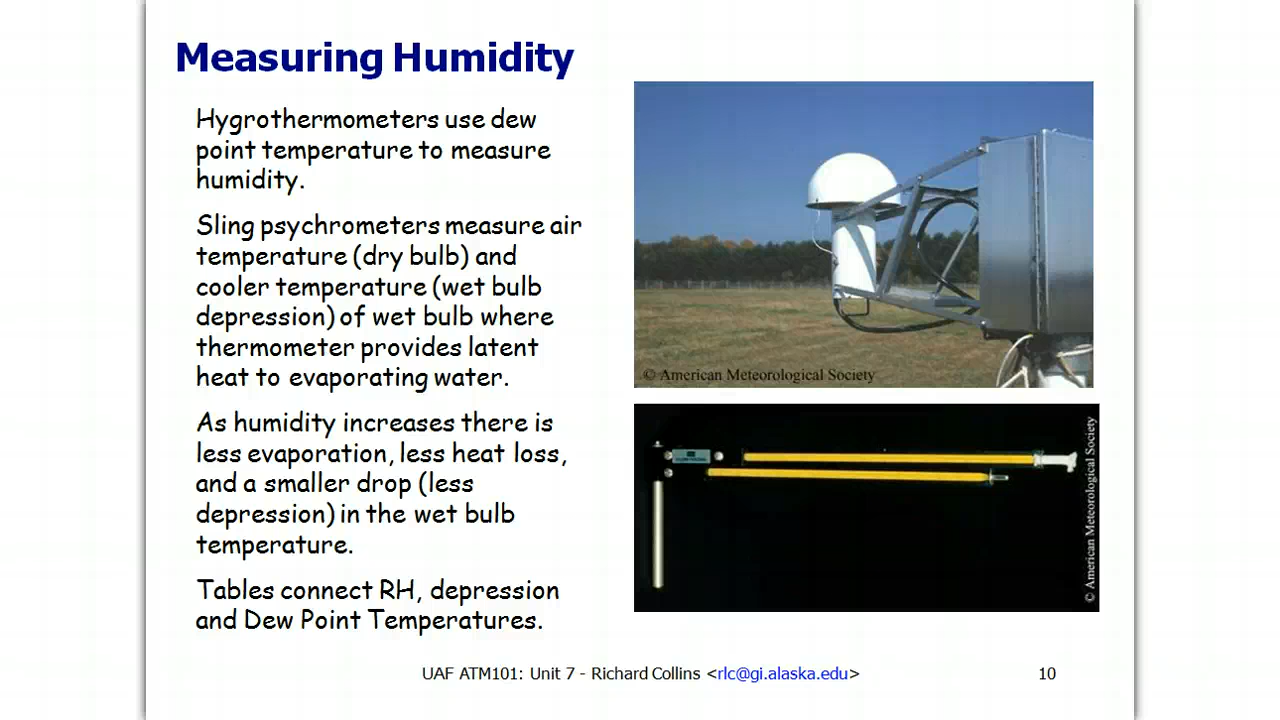 Measuring Humidity
Hygrothermometers use dew
point temperature to measure
humidity.
Sling psychrometers measure air
temperature (dry bulb) and
cooler temperature (wet bulb
depression) of wet bulb where
thermometer provides latent
heat to evaporating water.
As humidity increases there is
less evaporation, less heat loss,
and a smaller drop (less
depression) in the wet bulb
temperature.
Tables connect RH, depression
and Dew Point Temperatures.
© American Meteorological Society
© American Meteorological Society
UAF ATM101: Unit 7 - Richard Collins <rlc@gi.alaska.edu>
10